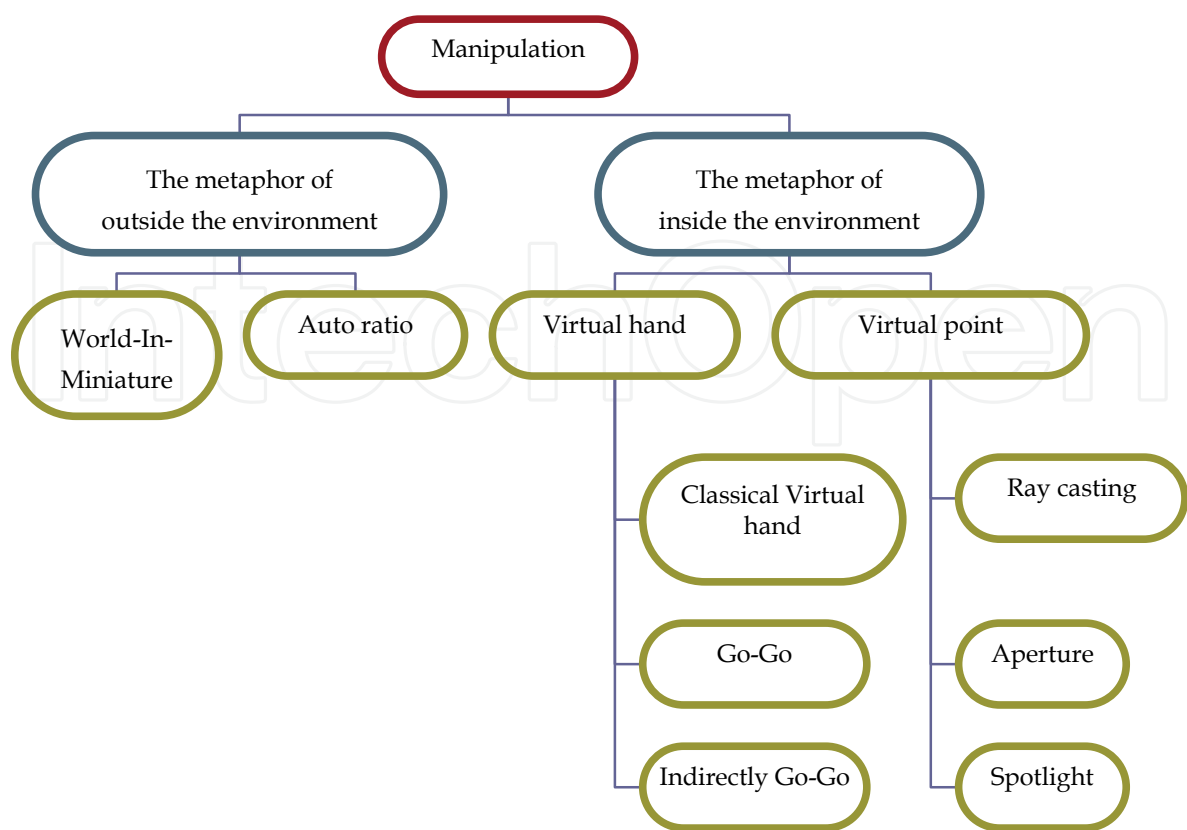 Manipulation
The metaphor of
outside the environment
The metaphor of
inside the environment
World-In-
Miniature
Auto ratio
Virtual hand
Virtual point
IntechOpen
Classical Virtual
hand
Ray casting
Go-Go
Aperture
Indirectly Go-Go
Spotlight